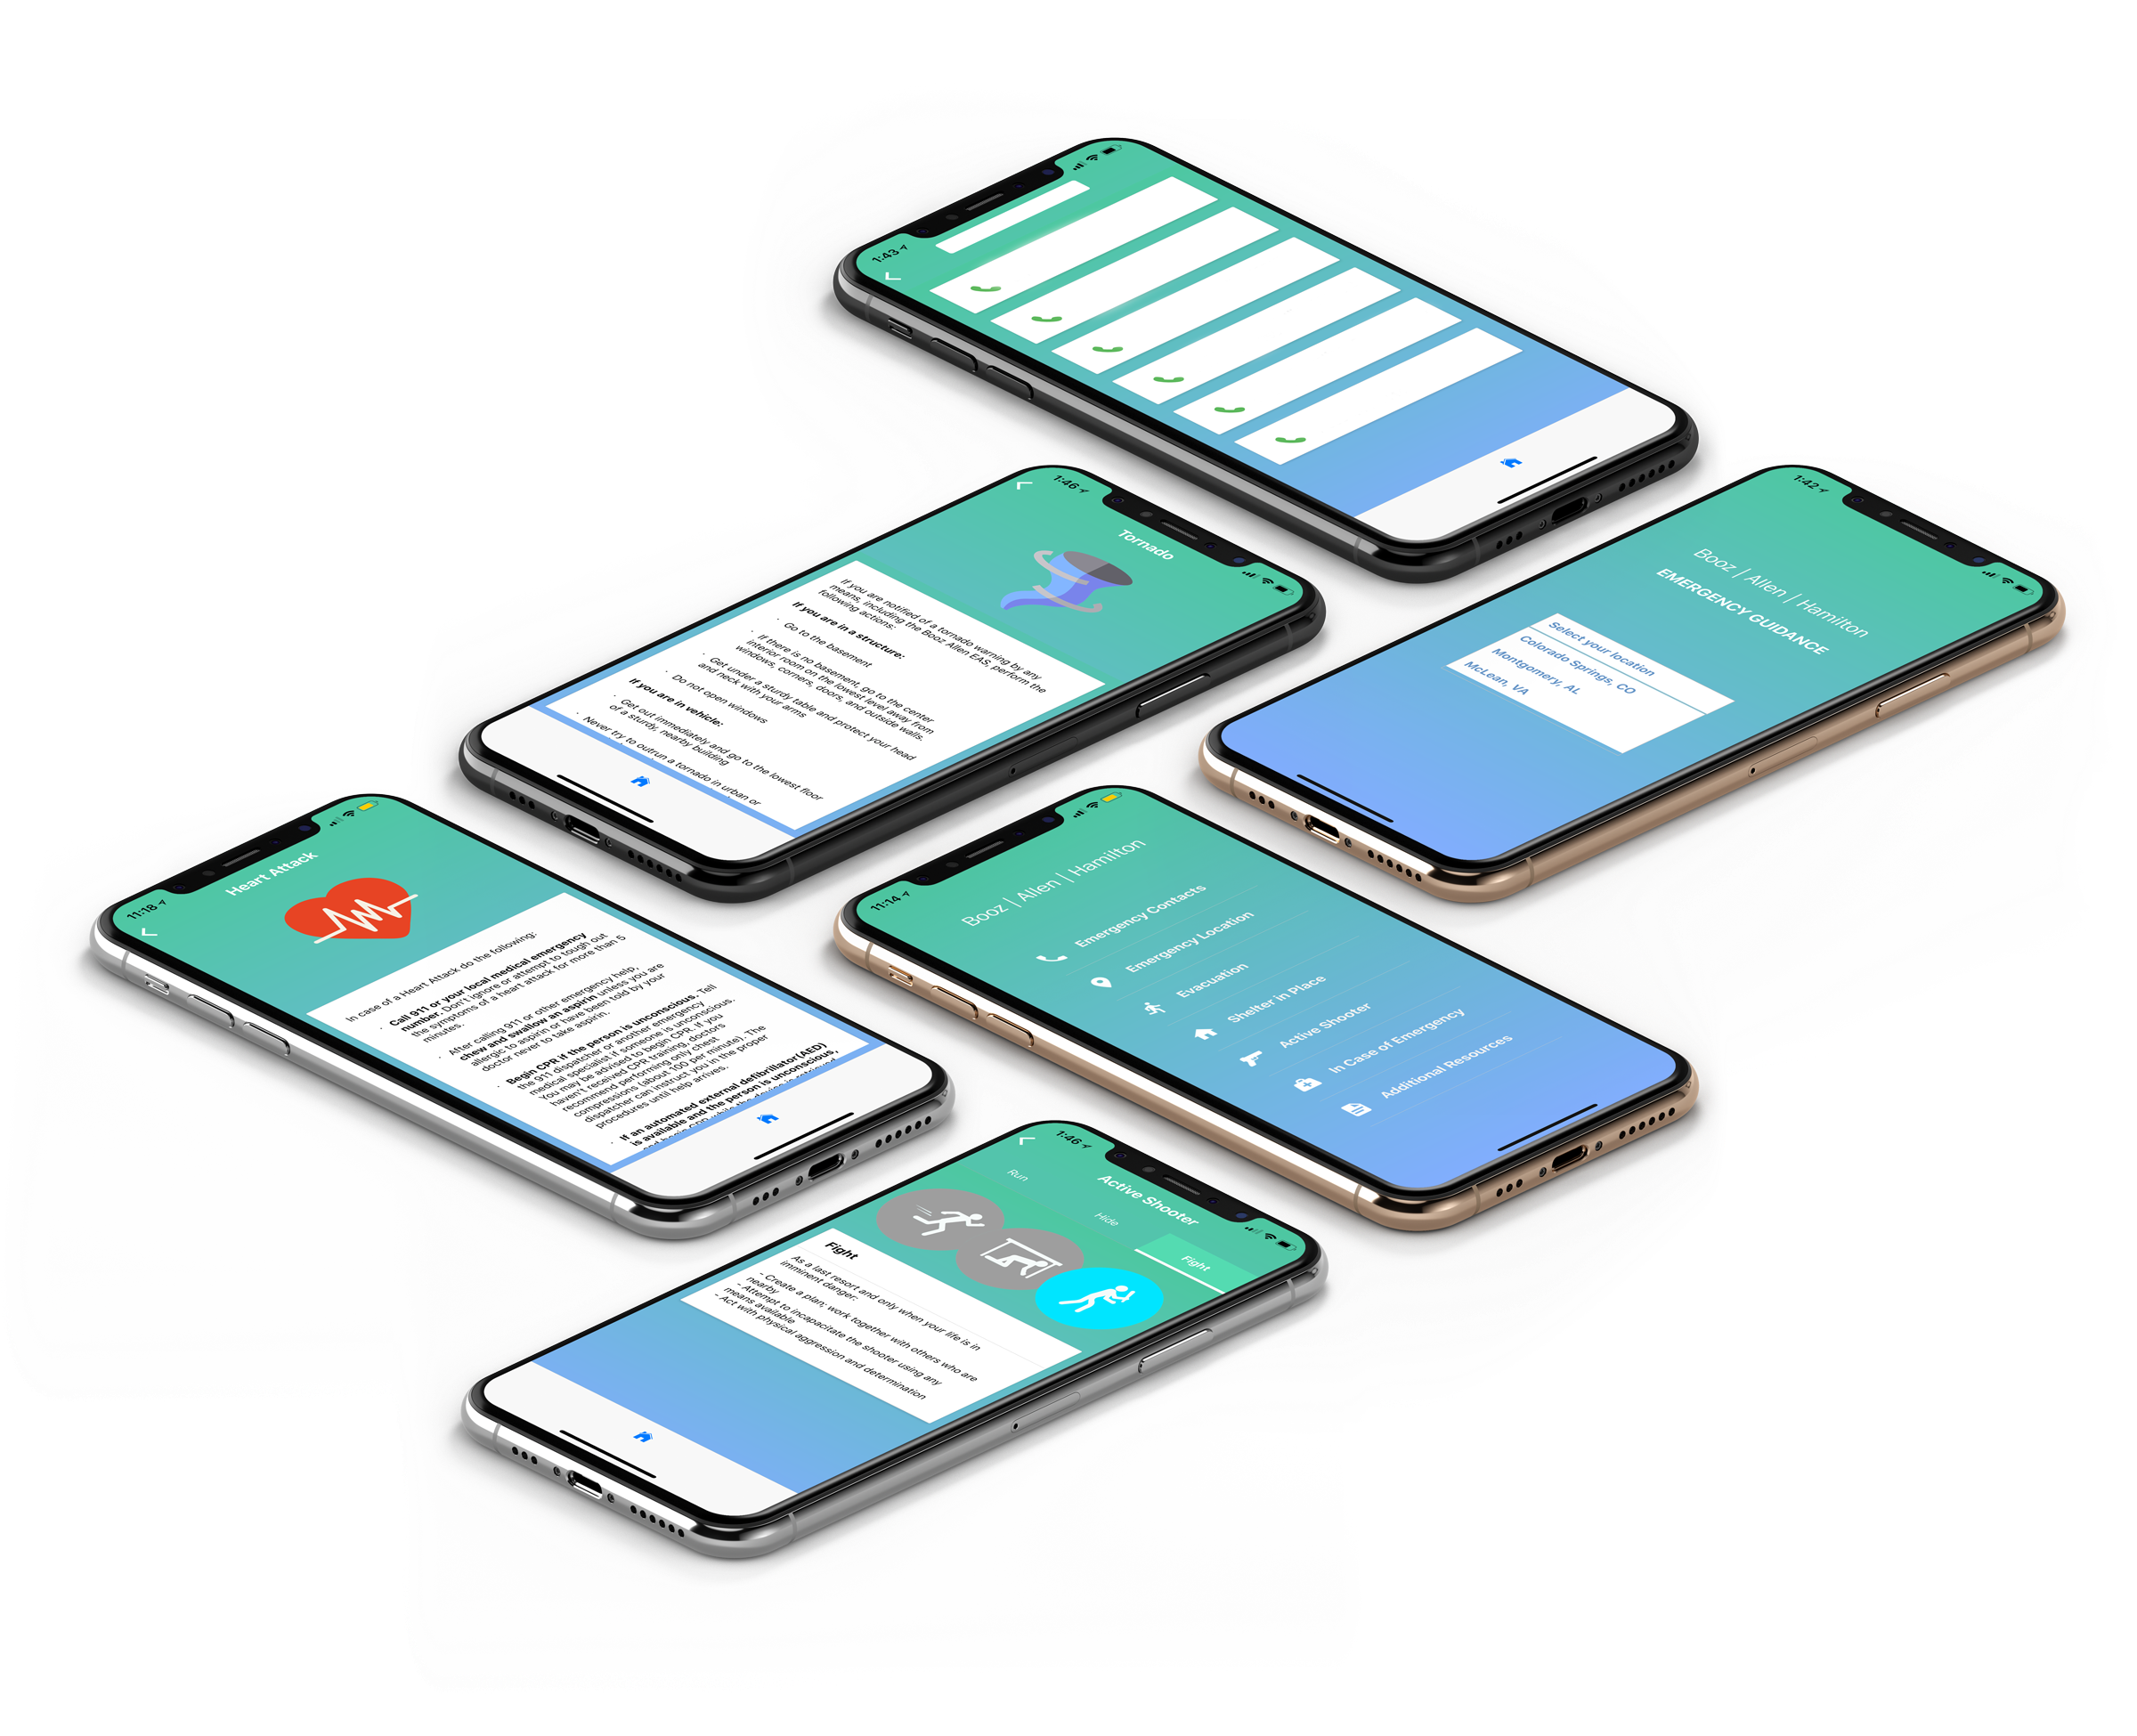 1:43
1:46
Tornado
If you are notified of a tornado warning by any
means, including the Booz Allen EAS, perform the
following actions:
If you are in a structure:
· Go to the basement
· If there is no basement, go to the center
interior room on the lowest level away from
windows, corners, doors, and outside walls.
· Get under a sturdy table and protect your head
and neck with your arms
· Do not open windows
If you are in vehicle:
· Get out immediately and go to the lowest floor
of a sturdy, nearby building
· Never try to outrun a tornado in urban or
1:42
Booz | Allen | Hamilton
EMERGENCY GUIDANCE
Select your location
Colorado Springs, CO
Montgomery, AL
McLean, VA
11:18
Heart Attack
In case of a Heart Attack do the following:
· Call 911 or your local medical emergency
number. Don't ignore or attempt to tough out
the symptoms of a heart attack for more than 5
minutes.
· After calling 911 or other emergency help,
chew and swallow an aspirin unless you are
allergic to aspirin or have been told by your
doctor never to take aspirin.
· Begin CPR if the person is unconscious. Tell
the 911 dispatcher or another emergency
medical specialist if someone is unconscious.
You may be advised to begin CPR. If you
haven't received CPR training, doctors
recommend performing only chest
compressions (about 100 per minute). The
dispatcher can instruct you in the proper
procedures until help arrives.
· If an automated external defibrillator(AED)
is available and the person is unconscious,
11:14
Booz | Allen | Hamilton
Emergency Contacts
Emergency Location
Evacuation
Shelter in Place
Active Shooter
In Case of Emergency
Additional Resources
1:46
Active Shooter
Run
Hide
Fight
Fight
As a last resort and only when your life is in
imminent danger:
- Create a plan; work together with others who are
nearby
- Attempt to incapacitate the shooter using any
means available
- Act with physical aggression and determination